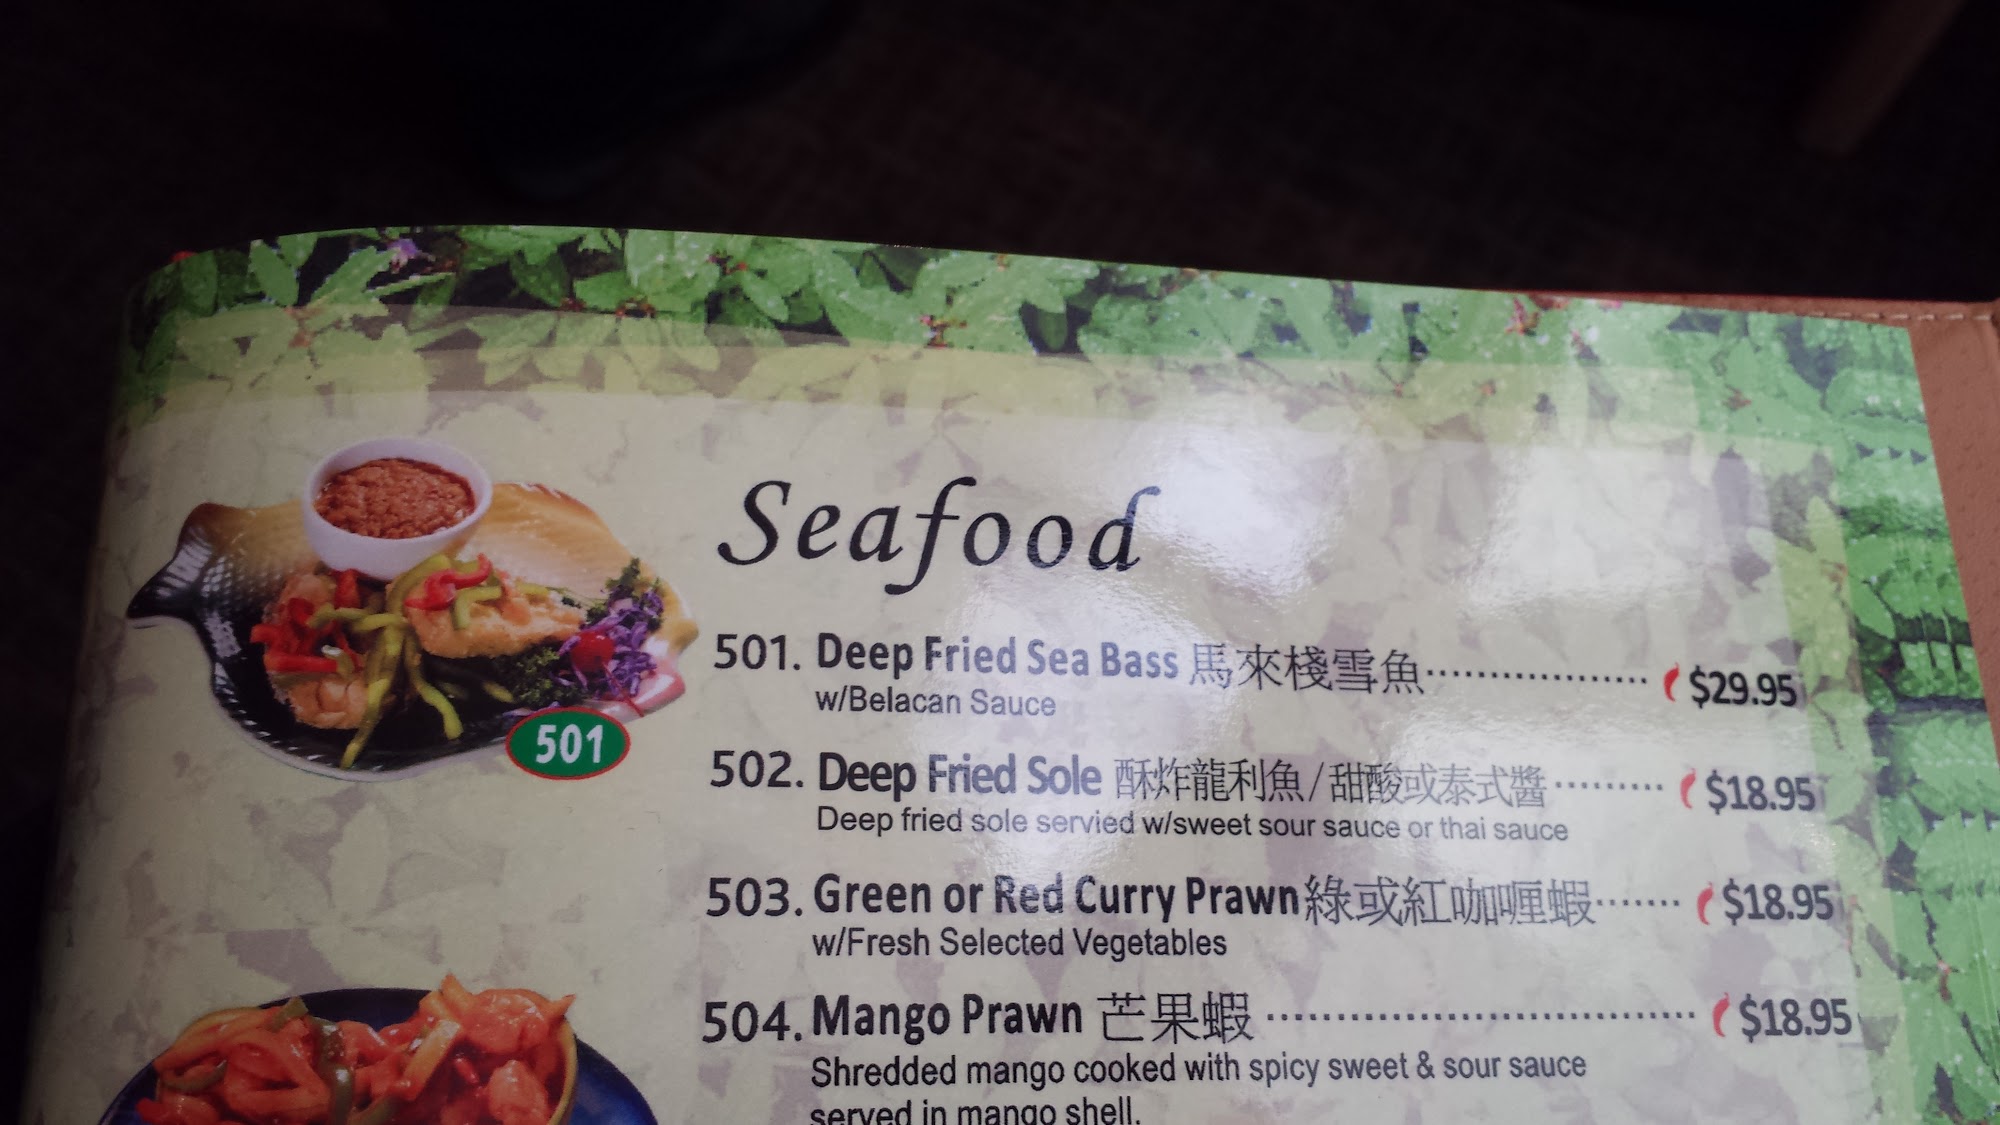 Seafood
501. Deep Fried Sea Bass 馬來棧雪魚 $29.95
w/Belacan Sauce
501
502. Deep Fried Sole 酥炸龍利魚/甜酸或泰式醬 $18.95
Deep fried sole servied w/sweet sour sauce or thai sauce
503. Green or Red Curry Prawn 綠或紅咖喱蝦 $18.95
w/Fresh Selected Vegetables
504. Mango Prawn 芒果蝦 $18.95
Shredded mango cooked with spicy sweet & sour sauce
served in mango shell.